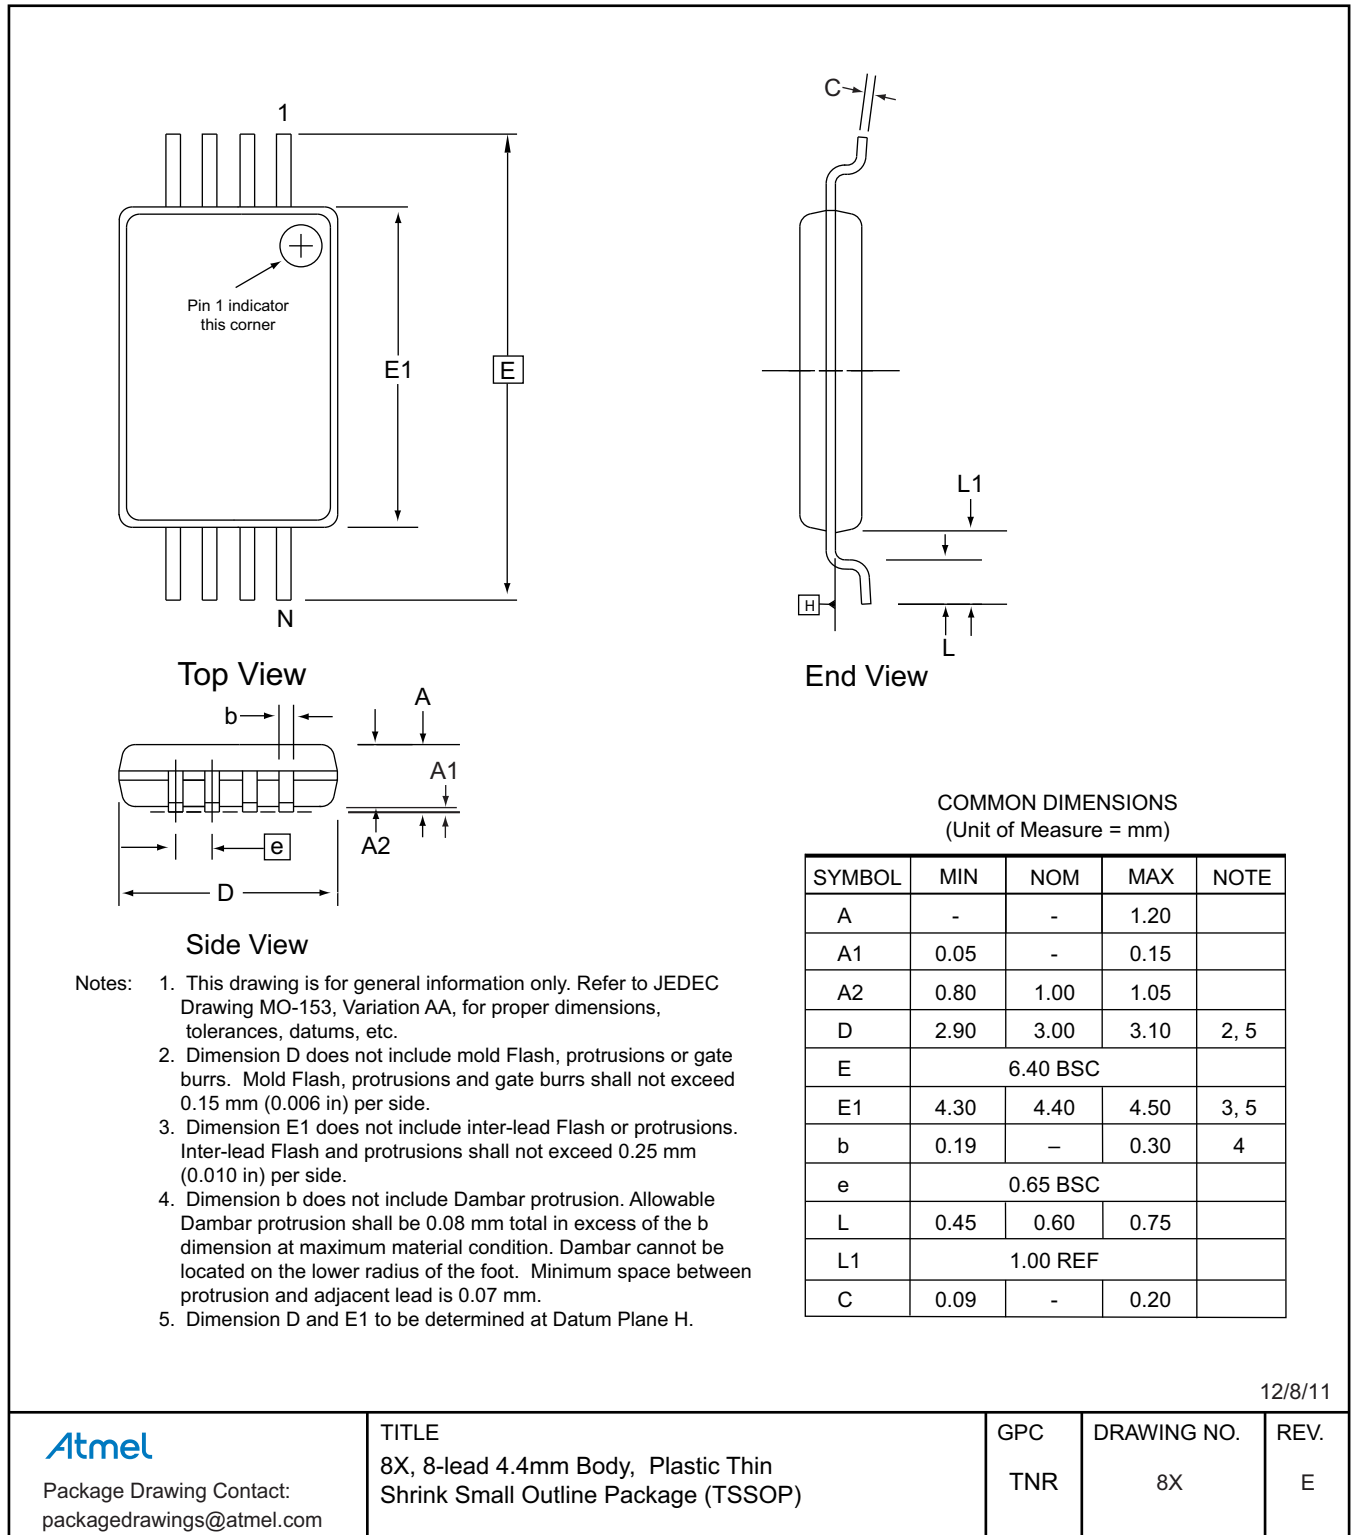 1
Pin 1 indicator
this corner
E1
E
N
Top View
C
L1
H
L
End View
b
A
A1
e
A2
D
Side View
COMMON DIMENSIONS
(Unit of Measure = mm)
SYMBOL MIN NOM MAX NOTE
A - - 1.20
A1 0.05 - 0.15
A2 0.80 1.00 1.05
D 2.90 3.00 3.10 2, 5
E 6.40 BSC
E1 4.30 4.40 4.50 3, 5
b 0.19 – 0.30 4
e 0.65 BSC
L 0.45 0.60 0.75
L1 1.00 REF
C 0.09 - 0.20
Notes: 1. This drawing is for general information only. Refer to JEDEC
Drawing MO-153, Variation AA, for proper dimensions,
tolerances, datums, etc.
2. Dimension D does not include mold Flash, protrusions or gate
burrs. Mold Flash, protrusions and gate burrs shall not exceed
0.15 mm (0.006 in) per side.
3. Dimension E1 does not include inter-lead Flash or protrusions.
Inter-lead Flash and protrusions shall not exceed 0.25 mm
(0.010 in) per side.
4. Dimension b does not include Dambar protrusion. Allowable
Dambar protrusion shall be 0.08 mm total in excess of the b
dimension at maximum material condition. Dambar cannot be
located on the lower radius of the foot. Minimum space between
protrusion and adjacent lead is 0.07 mm.
5. Dimension D and E1 to be determined at Datum Plane H.
12/8/11
Atmel
Package Drawing Contact:
packagedrawings@atmel.com
TITLE
8X, 8-lead 4.4mm Body, Plastic Thin
Shrink Small Outline Package (TSSOP)
GPC
TNR
DRAWING NO.
8X
REV.
E